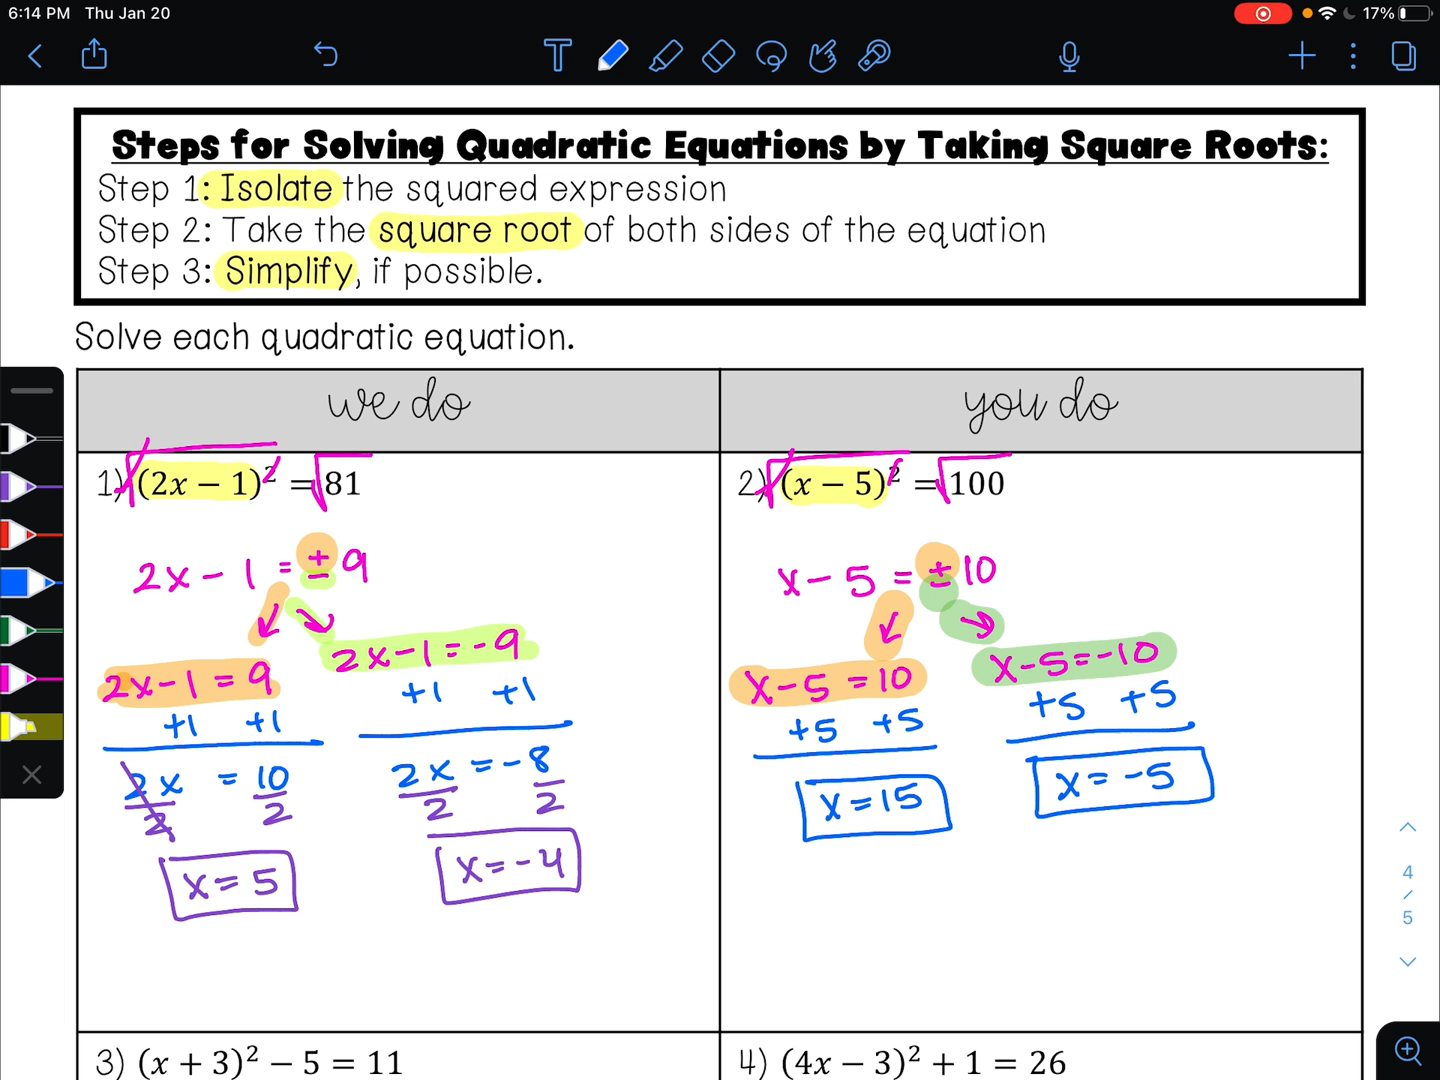 6:14 PM Thu Jan 20
17%
T
Steps for Solving Quadratic Equations by Taking Square Roots:
Step 1: Isolate the squared expression
Step 2: Take the square root of both sides of the equation
Step 3: Simplify, if possible.
Solve each quadratic equation.
we do
1) √(2x − 1)² = √81
2x − 1 = ± 9
2x − 1 = −9
2x − 1 = 9
+1 +1
+1 +1
2x = −8
2 2
2x = 10
2 2
x = −4
x = 5
you do
2) √(x − 5)² = √100
x − 5 = ± 10
x − 5 = −10
x − 5 = 10
+5 +5
+5 +5
x = −5
x = 15
3) (x + 3)² − 5 = 11
4) (4x − 3)² + 1 = 26
4
/
5